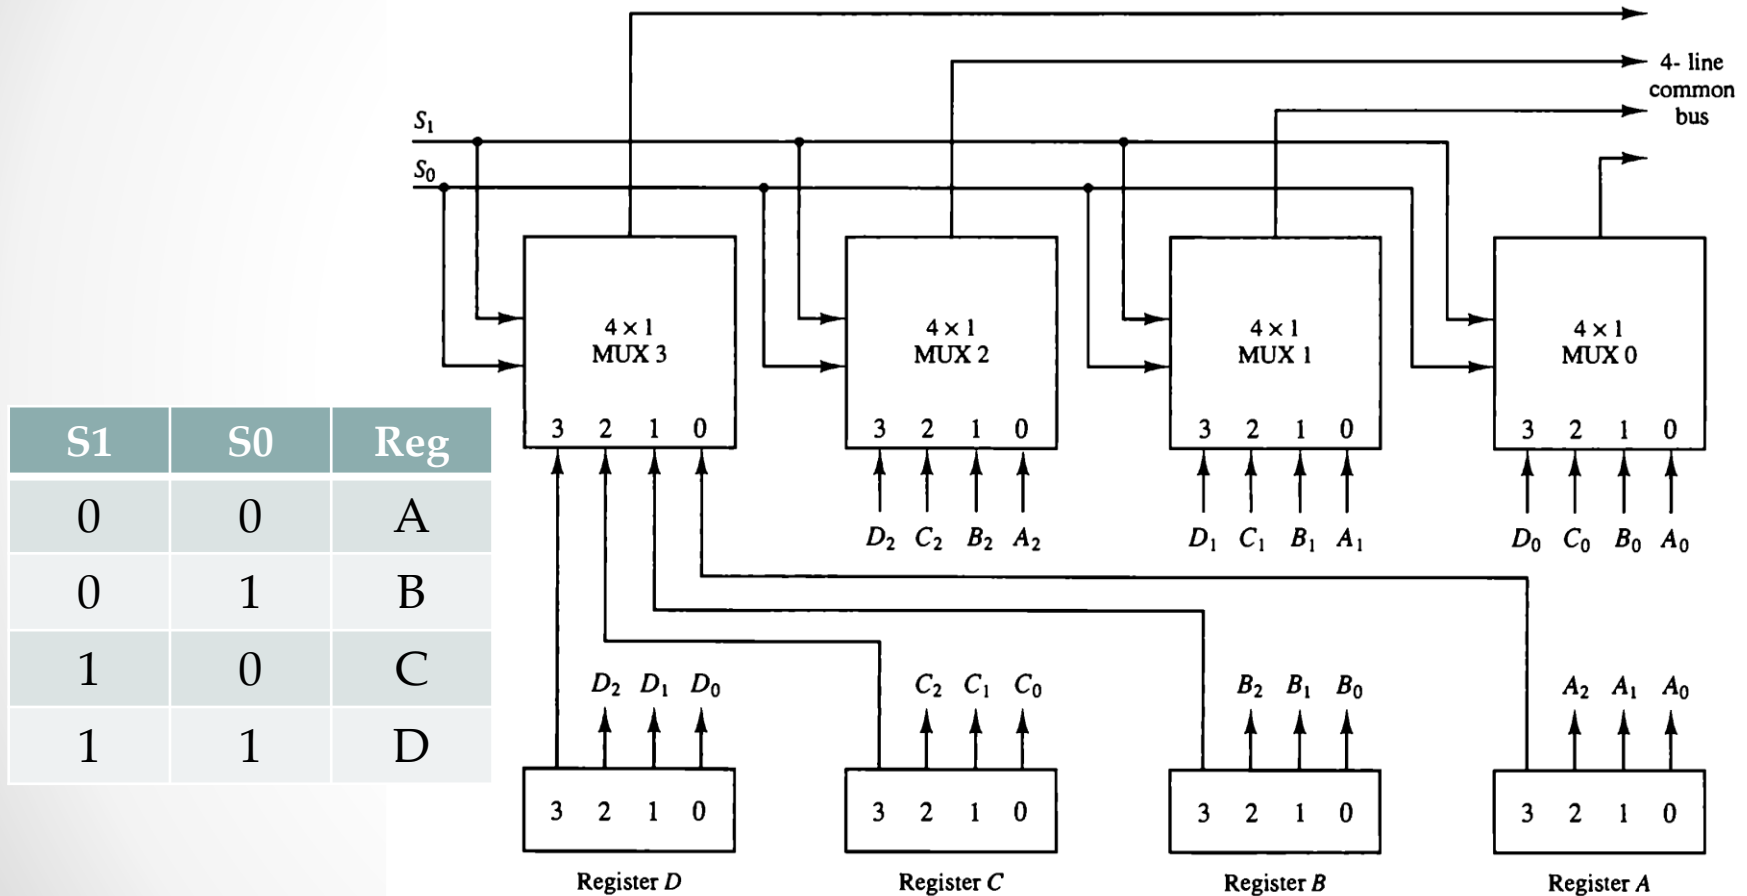 4- line
common
bus
S₁
S₀
4 × 1 4 × 1 4 × 1 4 × 1
MUX 3 MUX 2 MUX 1 MUX 0
3 2 1 0 3 2 1 0 3 2 1 0 3 2 1 0
D₂ C₂ B₂ A₂ D₁ C₁ B₁ A₁ D₀ C₀ B₀ A₀
S1 S0 Reg
0 0 A
0 1 B
1 0 C
1 1 D
D₂ D₁ D₀ C₂ C₁ C₀ B₂ B₁ B₀ A₂ A₁ A₀
3 2 1 0 3 2 1 0 3 2 1 0 3 2 1 0
Register D Register C Register B Register A